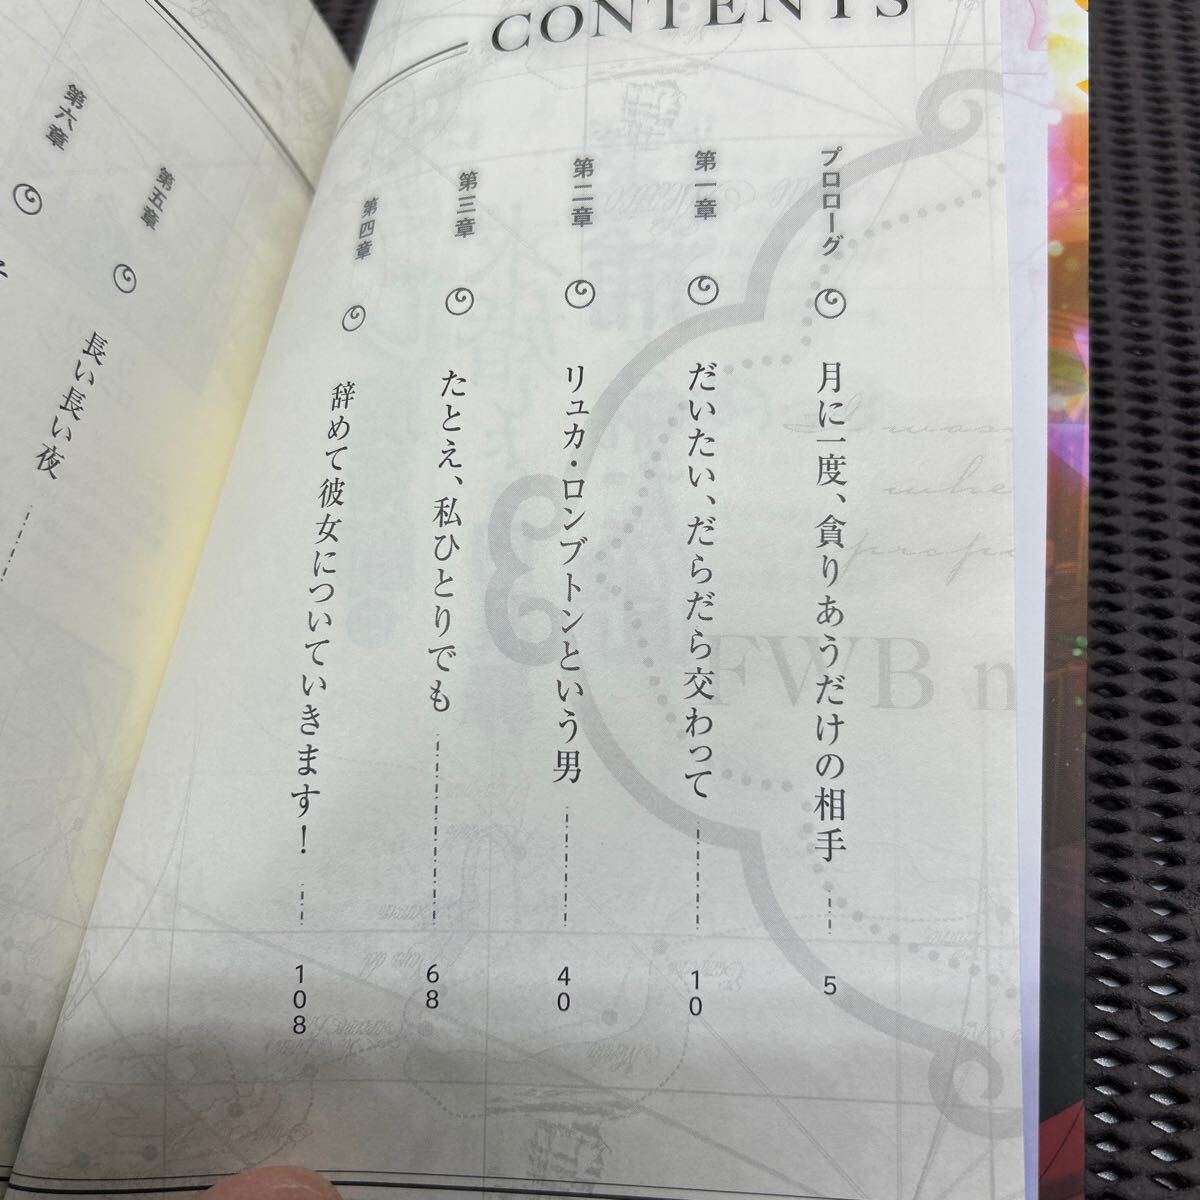 CONTENTS
プロローグ 月に一度、貪りあうだけの相手 5
第一章 だいたい、だらだら交わって 10
第二章 リュカ・ロンブトンという男 40
第三章 たとえ、私ひとりでも 68
第四章 辞めて彼女についていきます! 108
第五章 長い長い夜
第六章
FWB